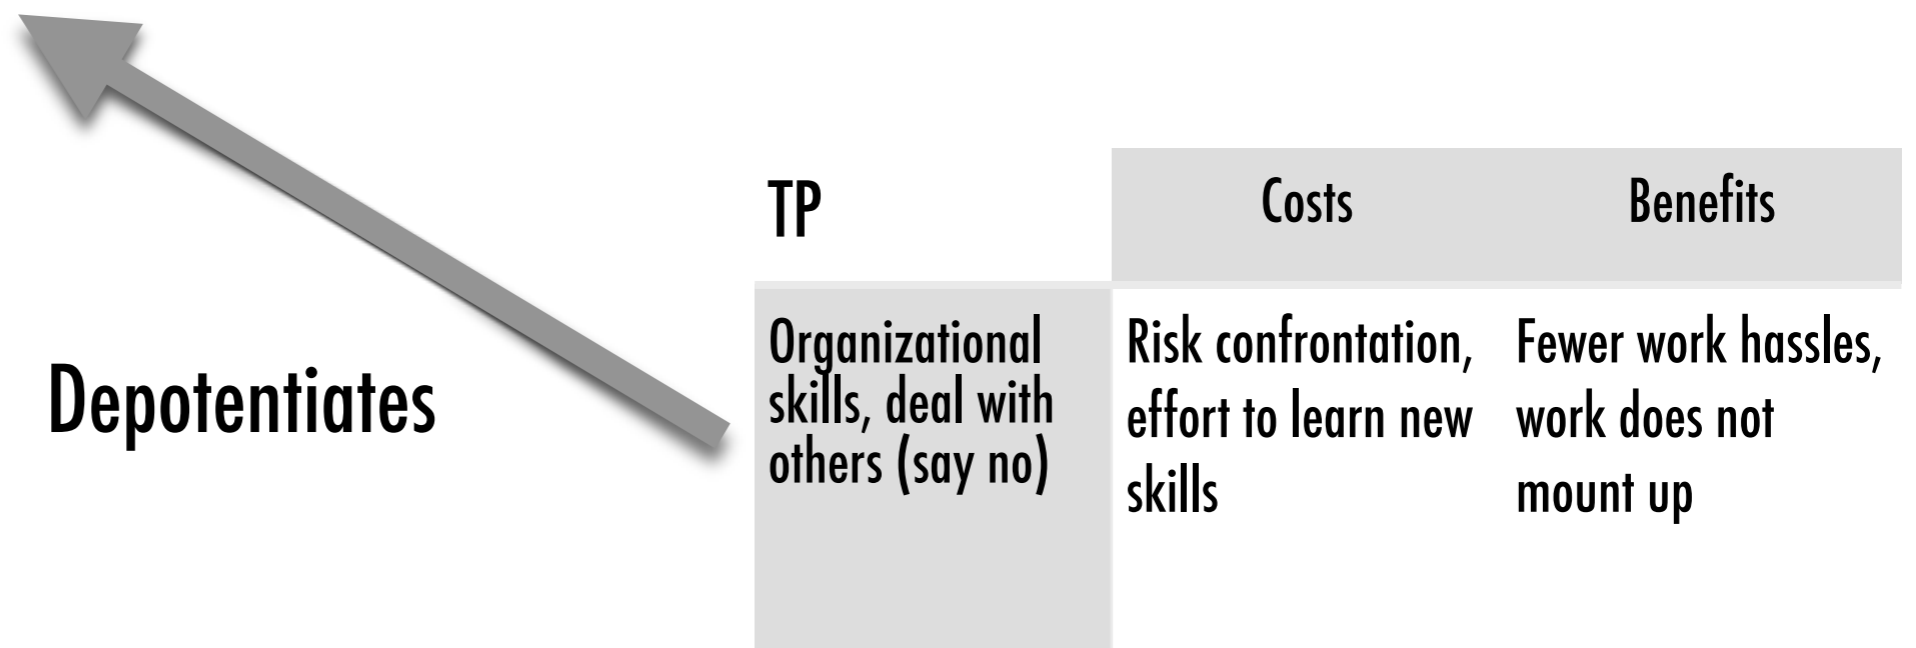 TP
Costs
Benefits
Depotentiates
Organizational
skills, deal with
others (say no)
Risk confrontation,
effort to learn new
skills
Fewer work hassles,
work does not
mount up